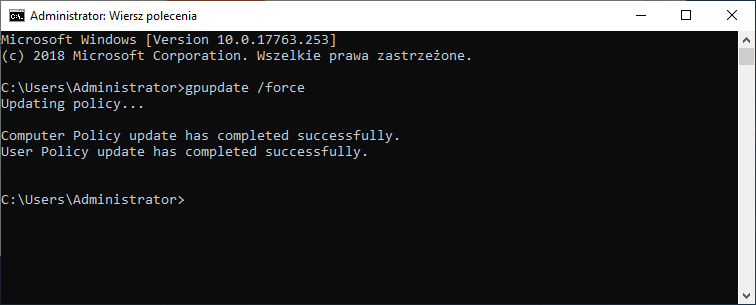 Administrator: Wiersz polecenia
Microsoft Windows [Version 10.0.17763.253]
(c) 2018 Microsoft Corporation. Wszelkie prawa zastrzeżone.
C:\Users\Administrator>gpupdate /force
Updating policy...
Computer Policy update has completed successfully.
User Policy update has completed successfully.
C:\Users\Administrator>